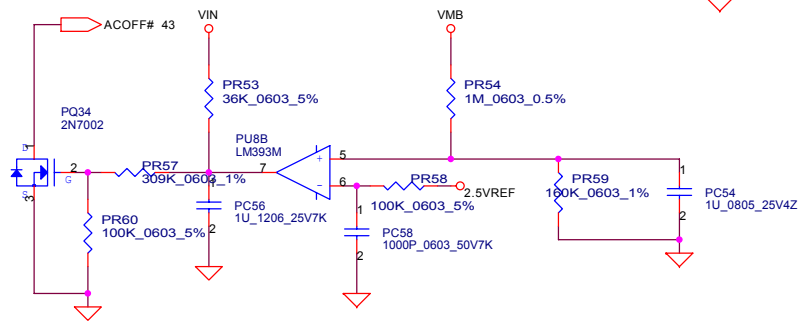 ACOFF# 43
VIN
VMB
PR53
36K_0603_5%
PR54
1M_0603_0.5%
PQ34
2N7002
PU8B
LM393M
D
1
G
2
S
3
PR57
309K_0603_1%
7
+
5
-
6
PR58
100K_0603_5%
2.5VREF
PR59
160K_0603_1%
1
2
PC54
1U_0805_25V4Z
PR60
100K_0603_5%
1
2
PC56
1U_1206_25V7K
1
2
PC58
1000P_0603_50V7K